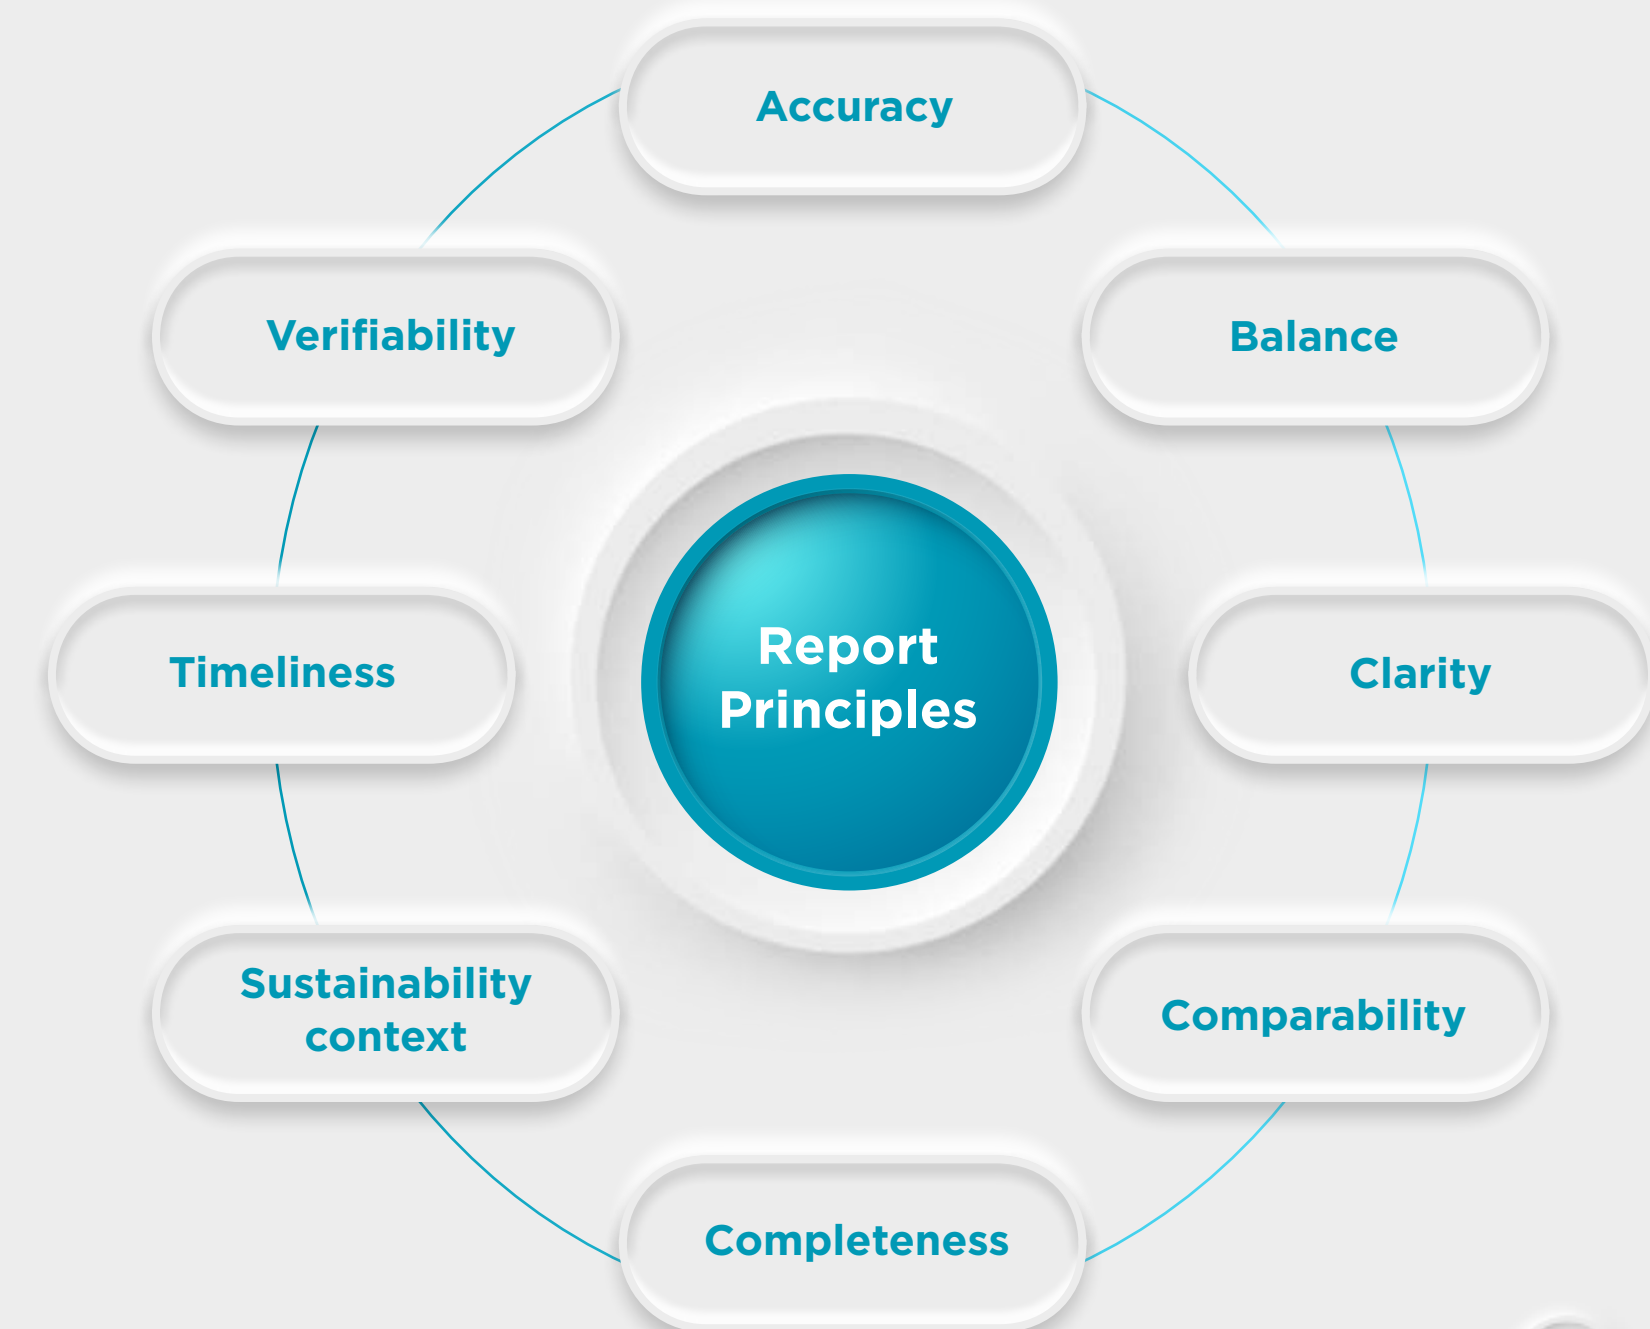 Accuracy
Verifiability
Balance
Report
Principles
Timeliness
Clarity
Sustainability
context
Comparability
Completeness